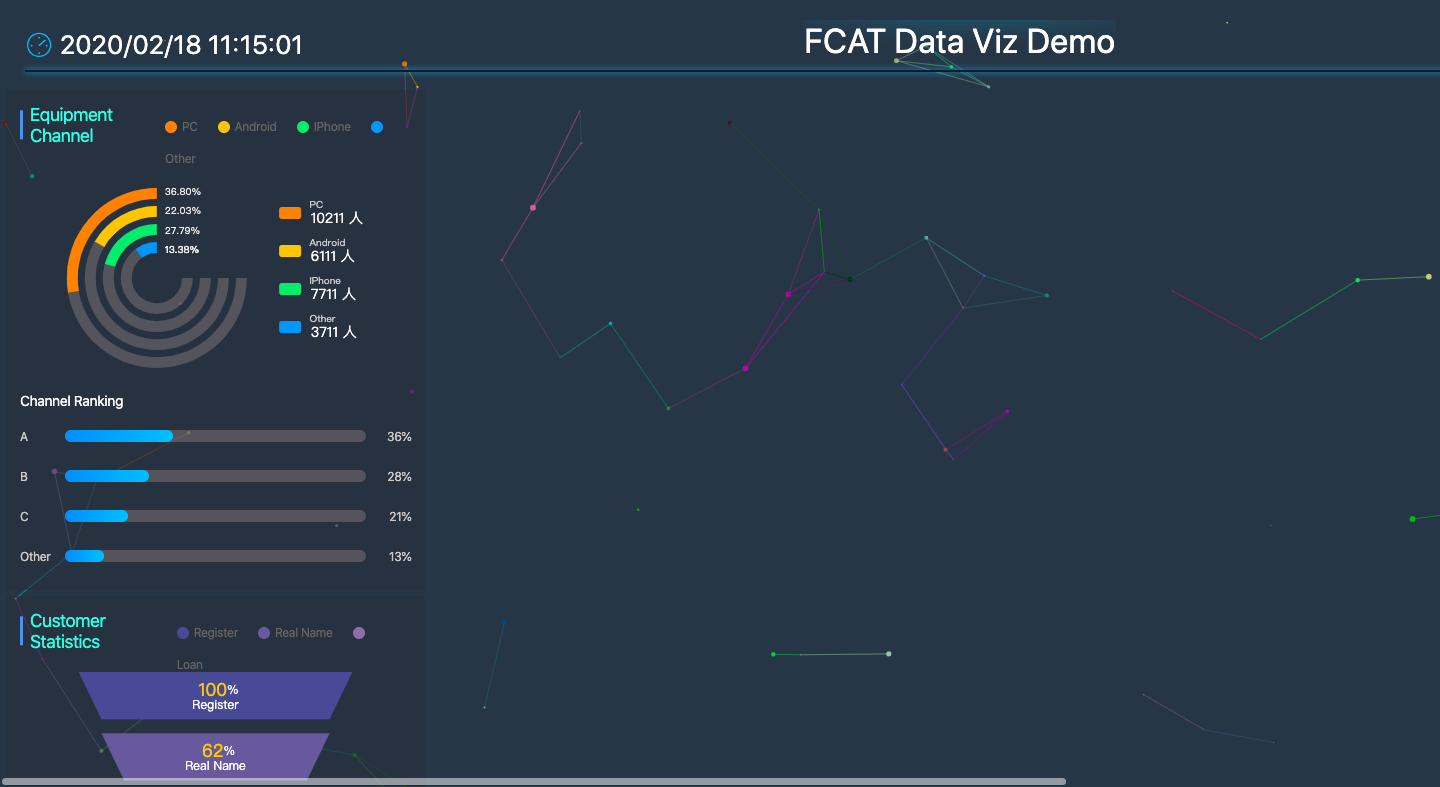 2020/02/18 11:15:01
FCAT Data Viz Demo
Equipment
Channel
PC
Android
IPhone
Other
36.80%
22.03%
27.79%
13.38%
PC
10211 人
Android
6111 人
IPhone
7711 人
Other
3711 人
Channel Ranking
A 36%
B 28%
C 21%
Other 13%
Customer
Statistics
Register
Real Name
Loan
100%
Register
62%
Real Name